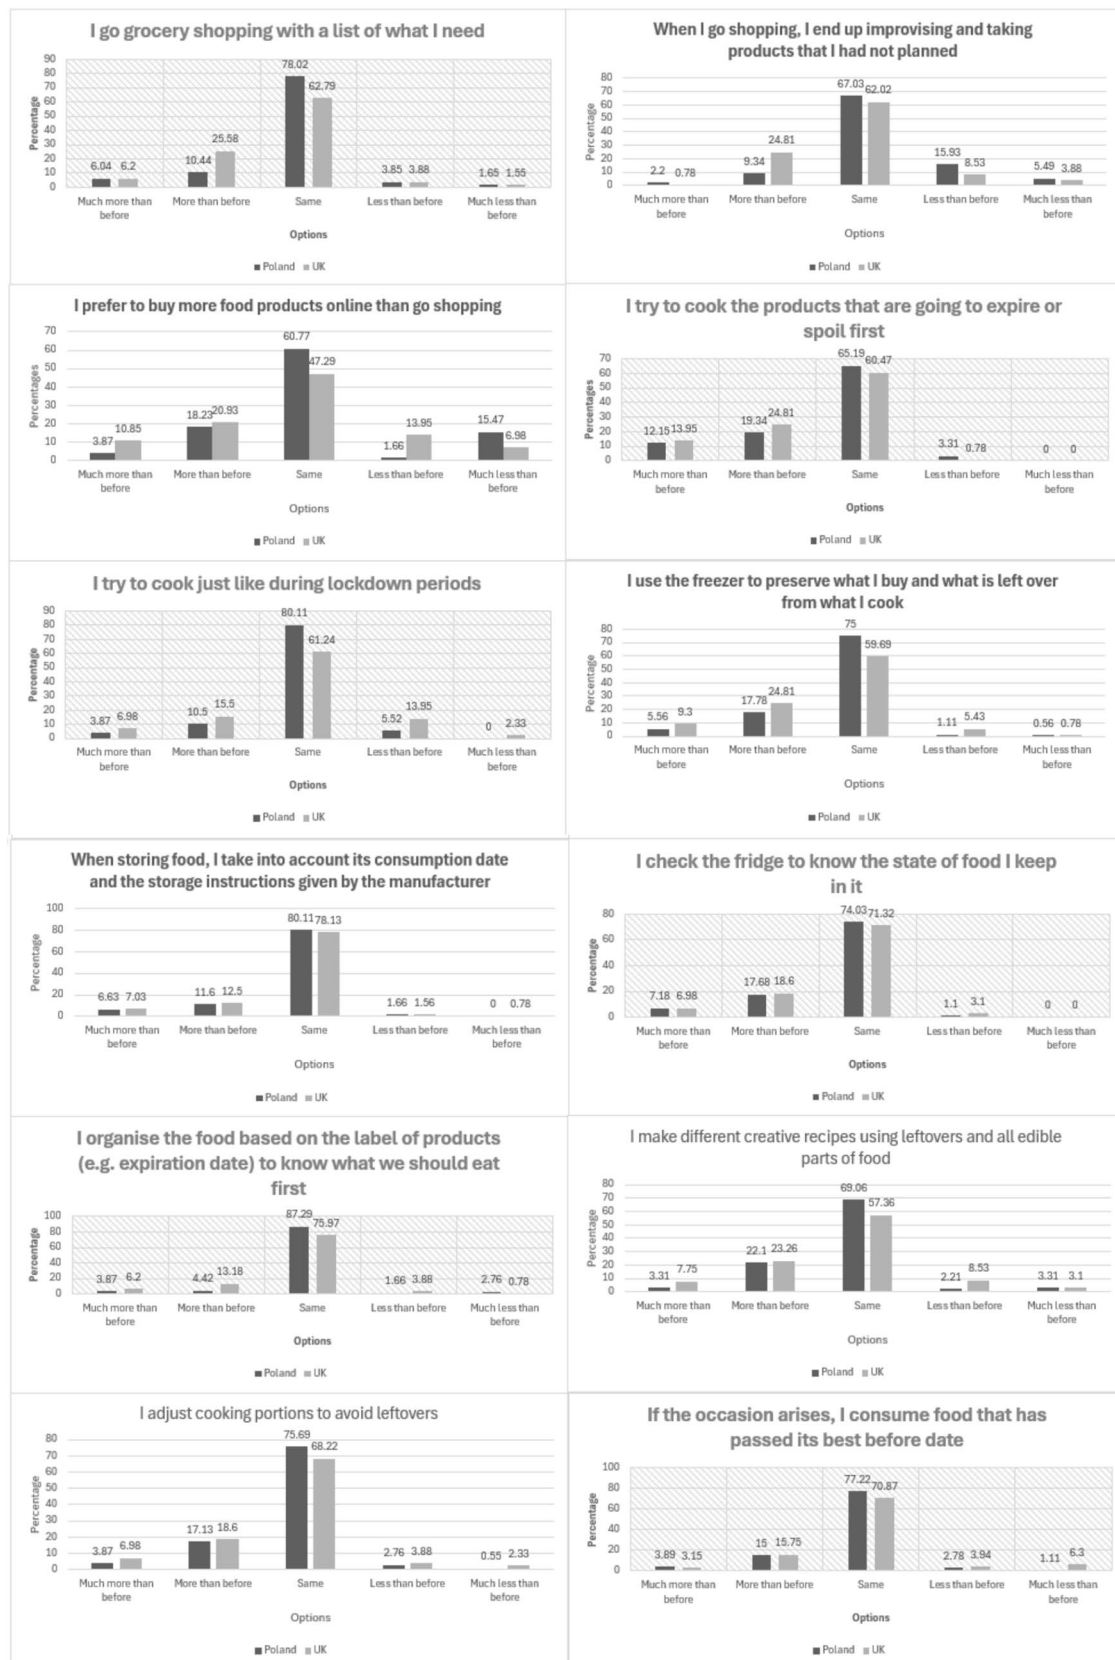 I go grocery shopping with a list of what I need
90
80
70
60
50
40
30
20
10
0
Percentage
6.04 6.2
10.44 25.58
78.02 62.79
3.85 3.88
1.65 1.55
Much more than before
More than before
Same
Less than before
Much less than before
Options
Poland UK
When I go shopping, I end up improvising and taking
products that I had not planned
80
70
60
50
40
30
20
10
0
Percentage
2.2 0.78
9.34 24.81
67.03 62.02
15.93 8.53
5.49 3.88
Much more than before
More than before
Same
Less than before
Much less than before
Options
Poland UK
I prefer to buy more food products online than go shopping
70
60
50
40
30
20
10
0
Percentages
3.87 10.85
18.23 20.93
60.77 47.29
1.66 13.95
15.47 6.98
Much more than before
More than before
Same
Less than before
Much less than before
Options
Poland UK
I try to cook the products that are going to expire or
spoil first
70
60
50
40
30
20
10
0
Percentages
12.15 13.95
19.34 24.81
65.19 60.47
3.31 0.78
0 0
Much more than before
More than before
Same
Less than before
Much less than before
Options
Poland UK
I try to cook just like during lockdown periods
90
80
70
60
50
40
30
20
10
0
Percentage
3.87 6.98
10.5 15.5
80.11 61.24
5.52 13.95
0 2.33
Much more than before
More than before
Same
Less than before
Much less than before
Options
Poland UK
I use the freezer to preserve what I buy and what is left over
from what I cook
80
70
60
50
40
30
20
10
0
Percentage
5.56 9.3
17.78 24.81
75 59.69
1.11 5.43
0.56 0.78
Much more than before
More than before
Same
Less than before
Much less than before
Options
Poland UK
When storing food, I take into account its consumption date
and the storage instructions given by the manufacturer
100
80
60
40
20
0
Percentage
6.63 7.03
11.6 12.5
80.11 78.13
1.66 1.56
0 0.78
Much more than before
More than before
Same
Less than before
Much less than before
Options
Poland UK
I check the fridge to know the state of food I keep
in it
80
60
40
20
0
Percentage
7.18 6.98
17.68 18.6
74.03 71.32
1.1 3.1
0 0
Much more than before
More than before
Same
Less than before
Much less than before
Options
Poland UK
I organise the food based on the label of products
(e.g. expiration date) to know what we should eat
first
100
80
60
40
20
0
Percentage
3.87 6.2
4.42 13.18
87.29 75.97
1.66 3.88
2.76 0.78
Much more than before
More than before
Same
Less than before
Much less than before
Options
Poland UK
I make different creative recipes using leftovers and all edible
parts of food
80
70
60
50
40
30
20
10
0
Percentage
3.31 7.75
22.1 23.26
69.06 57.36
2.21 8.53
3.31 3.1
Much more than before
More than before
Same
Less than before
Much less than before
Options
Poland UK
I adjust cooking portions to avoid leftovers
80
70
60
50
40
30
20
10
0
Percentage
3.87 6.98
17.13 18.6
75.69 68.22
2.76 3.88
0.55 2.33
Much more than before
More than before
Same
Less than before
Much less than before
Options
Poland UK
If the occasion arises, I consume food that has
passed its best before date
100
80
60
40
20
0
Percentage
3.89 3.15
15 15.75
77.22 70.87
2.78 3.94
1.11 6.3
Much more than before
More than before
Same
Less than before
Much less than before
Options
Poland UK